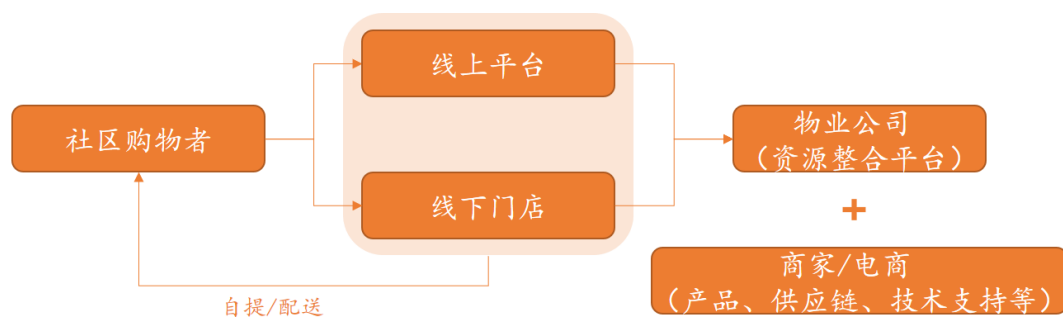 线上平台
社区购物者
物业公司
（资源整合平台）
线下门店
+
商家/电商
（产品、供应链、技术支持等）
自提/配送